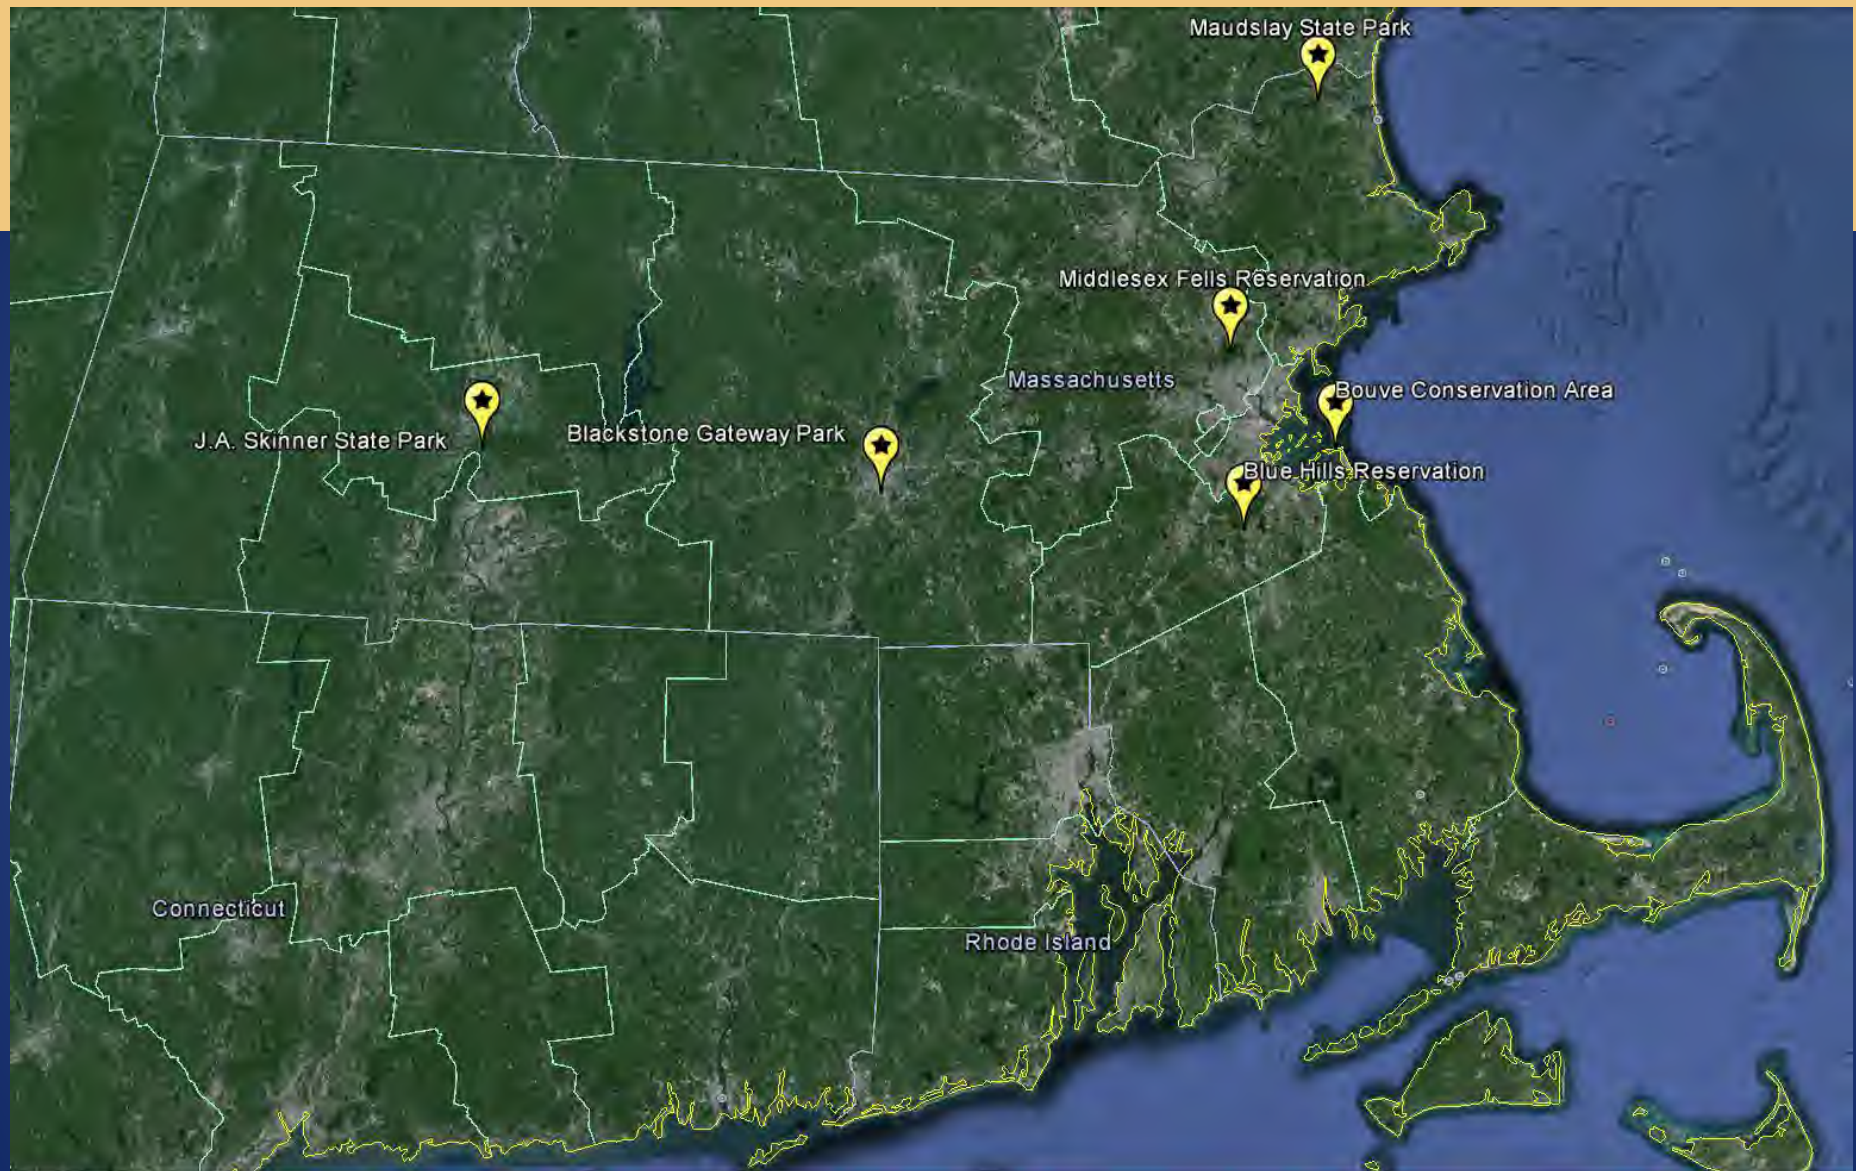 Maudslay State Park
Middlesex Fells Reservation
Massachusetts
Bouve Conservation Area
J.A. Skinner State Park
Blackstone Gateway Park
Blue Hills Reservation
Connecticut
Rhode Island